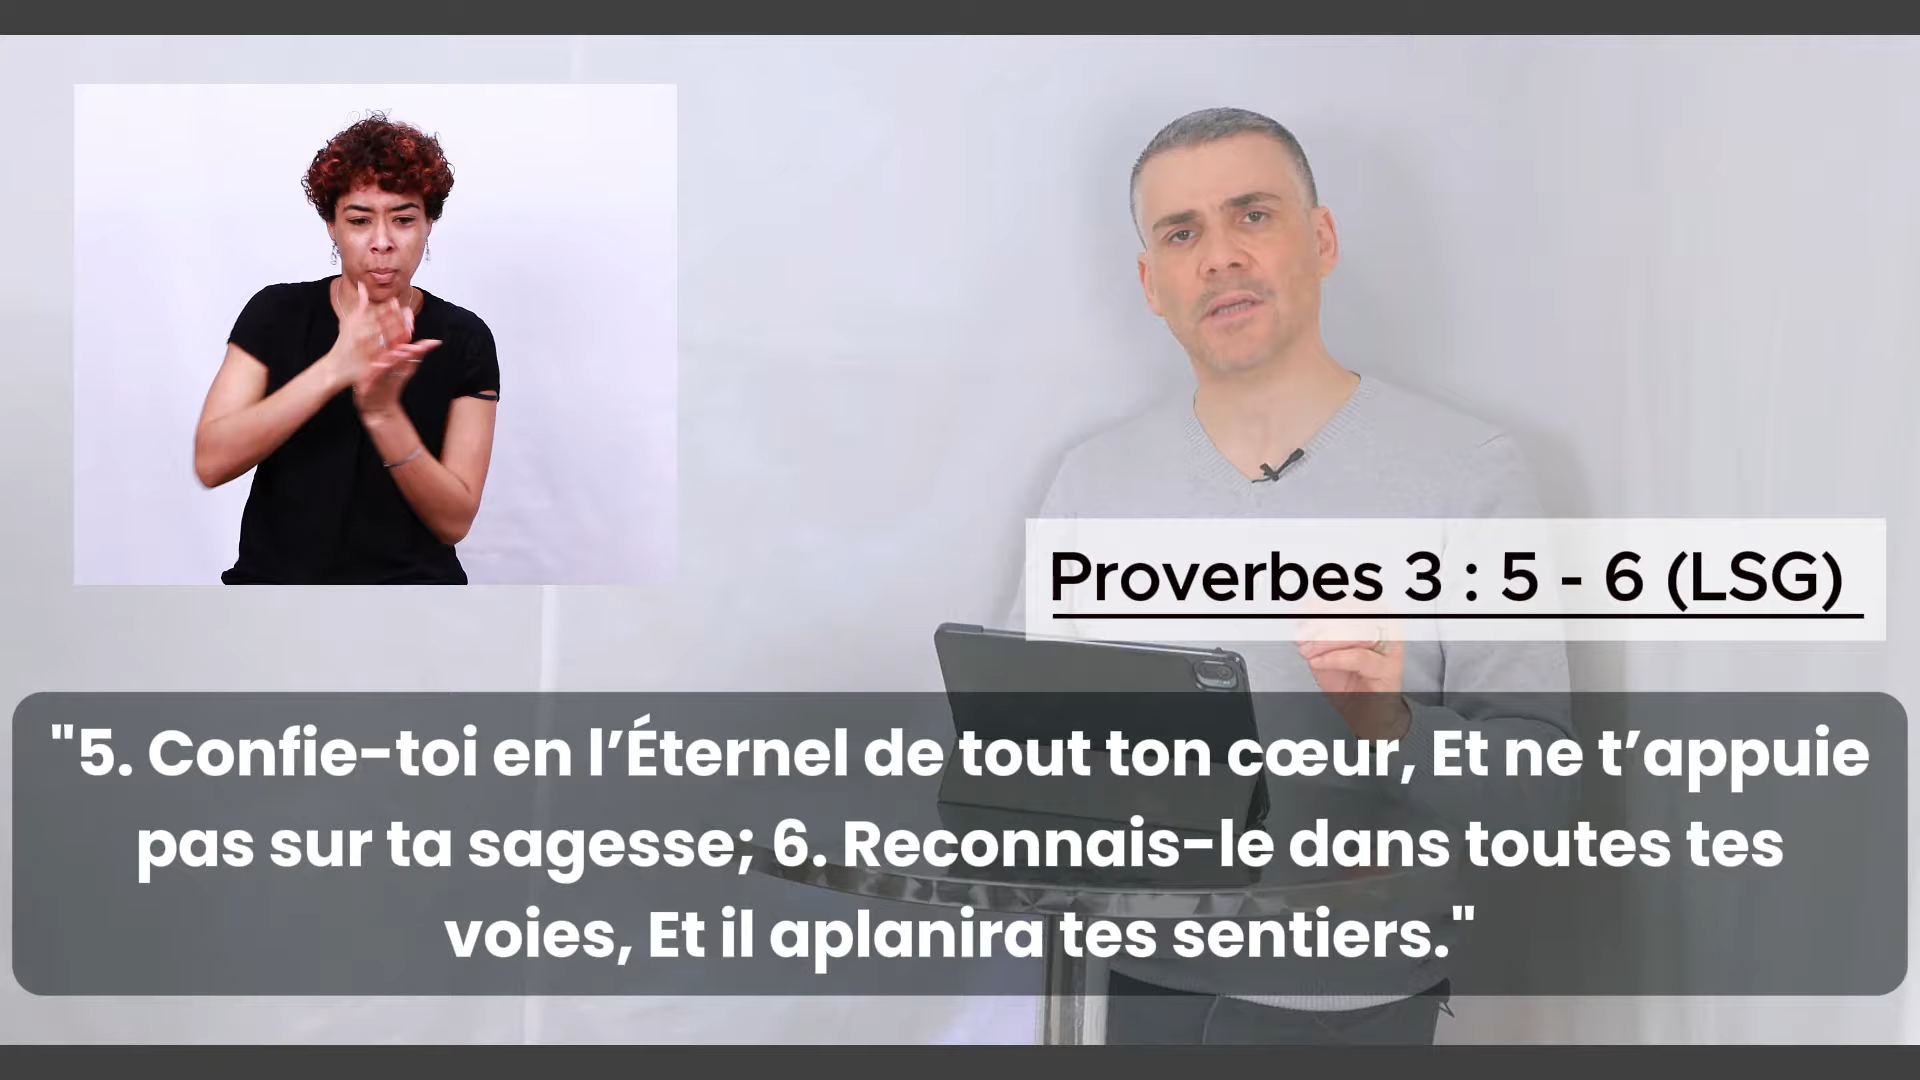 Proverbes 3 : 5 - 6 (LSG)
"5. Confie-toi en l’Éternel de tout ton cœur, Et ne t’appuie
pas sur ta sagesse; 6. Reconnais-le dans toutes tes
voies, Et il aplanira tes sentiers."